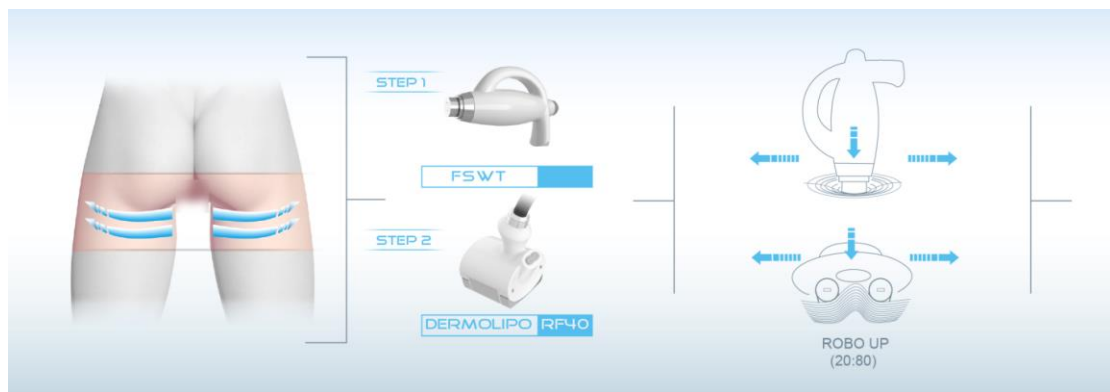 STEP 1
FSWT
STEP 2
DERMOLIPO RF40
ROBO UP
(20:80)